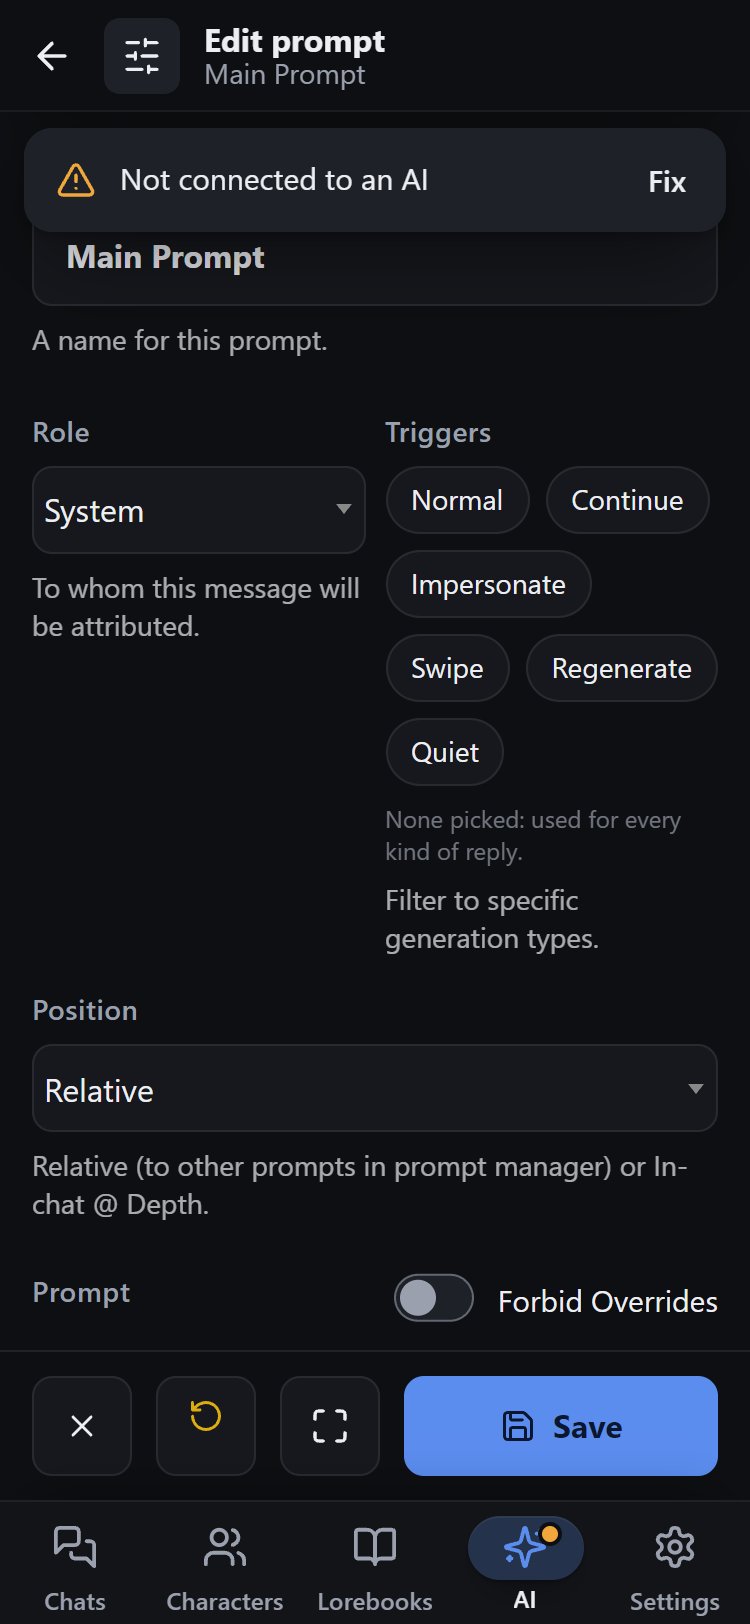 Edit prompt
Main Prompt
Not connected to an AI
Fix
Main Prompt
A name for this prompt.
Role
System
To whom this message will
be attributed.
Triggers
Normal
Continue
Impersonate
Swipe
Regenerate
Quiet
None picked: used for every
kind of reply.
Filter to specific
generation types.
Position
Relative
Relative (to other prompts in prompt manager) or In-
chat @ Depth.
Prompt
Forbid Overrides
Save
Chats
Characters
Lorebooks
AI
Settings